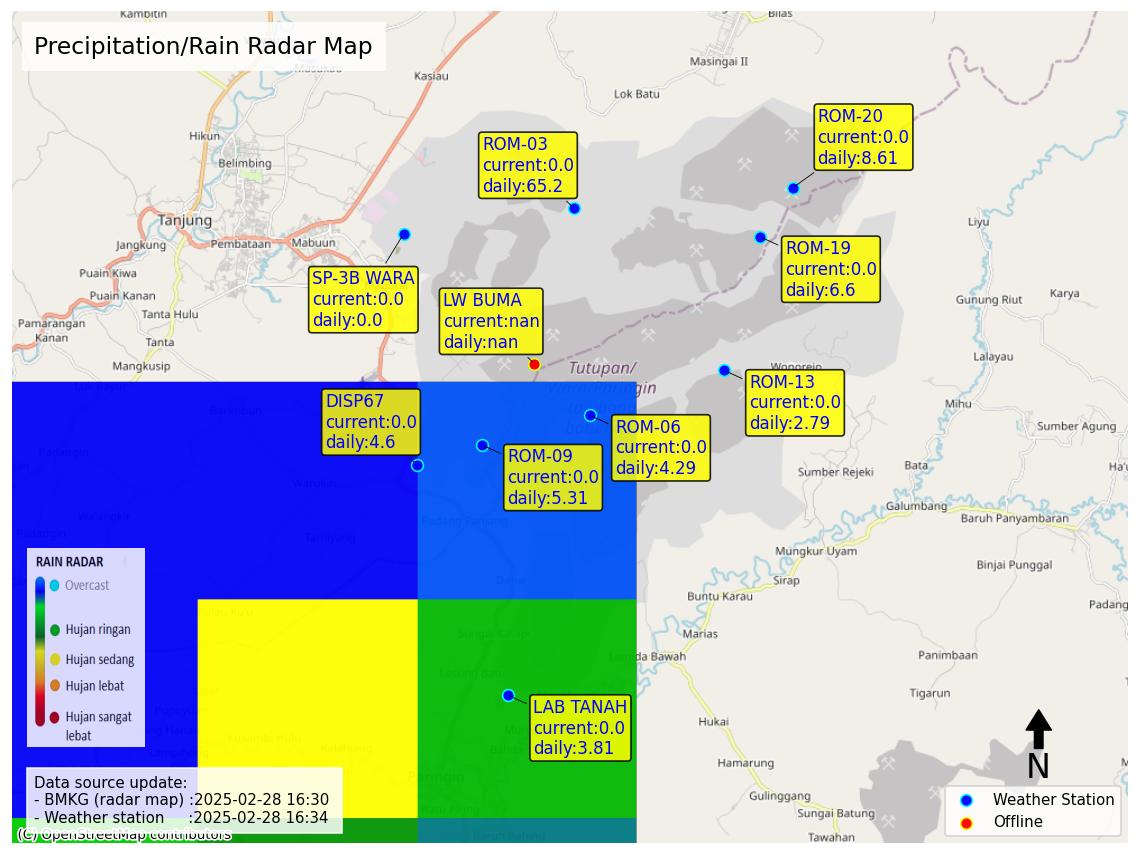 Kambitin
Bilas
Precipitation/Rain Radar Map
Masukau
Kasiau
Masingai II
Lok Batu
ROM-20
current:0.0
daily:8.61
Hikun
ROM-03
current:0.0
daily:65.2
Belimbing
Tanjung
Liyu
Jangkung
Pembataan
Mabuun
ROM-19
current:0.0
daily:6.6
Puain Kiwa
SP-3B WARA
current:0.0
daily:0.0
Puain Kanan
LW BUMA
current:nan
daily:nan
Gunung Riut
Karya
Tanta Hulu
Pamarangan
Kanan
Tanta
Mangkusip
Lalayau
Tutupan/
Wonorejo
ROM-13
current:0.0
daily:2.79
DISP67
current:0.0
daily:4.6
Mihu
ROM-06
current:0.0
daily:4.29
Sumber Agung
ROM-09
current:0.0
daily:5.31
Sumber Rejeki
Bata
Ha'u
Galumbang
Baruh Panyambaran
Padang Panjang
Mungkur Uyam
RAIN RADAR
Overcast
Hujan ringan
Hujan sedang
Hujan lebat
Hujan sangat
lebat
Binjai Punggal
Sirap
Buntu Karau
Padang
Marias
Lamida Bawah
Panimbaan
Tigarun
LAB TANAH
current:0.0
daily:3.81
Hukai
Hamarung
N
Paringin
Data source update:
- BMKG (radar map) :2025-02-28 16:30
- Weather station :2025-02-28 16:34
Gulinggang
Sungai Batung
Tawahan
Weather Station
Offline
(C) OpenStreetMap contributors